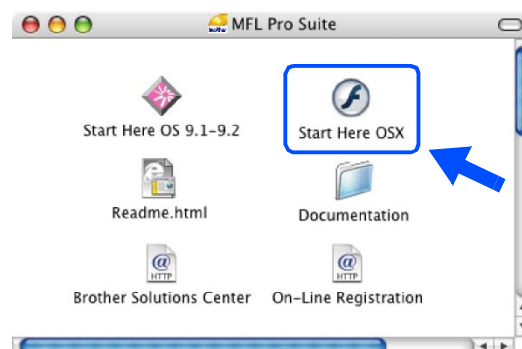 MFL Pro Suite
Start Here OS 9.1-9.2
Start Here OSX
Readme.html
Documentation
@
HTTP
@
HTTP
Brother Solutions Center
On-Line Registration